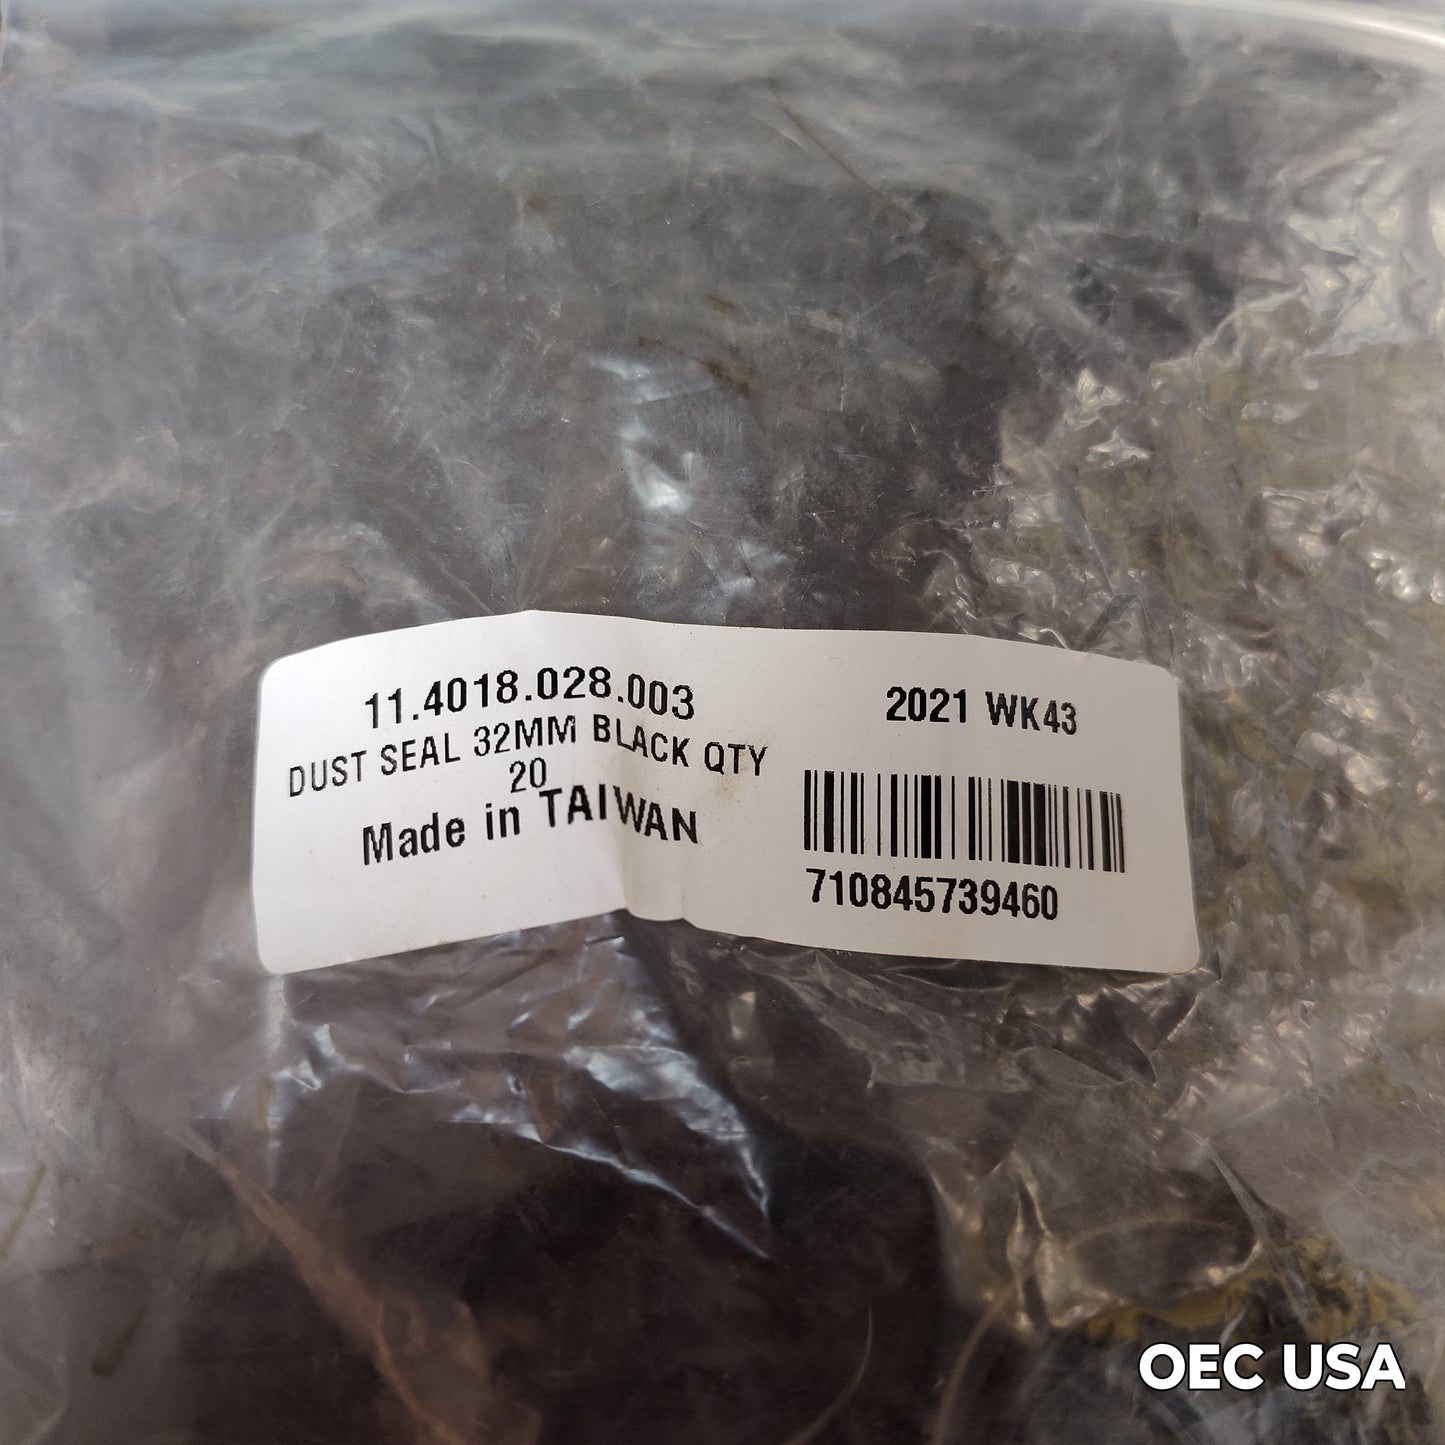 11.4018.028.003
DUST SEAL 32MM BLACK QTY
20
Made in TAIWAN
2021 WK43
710845739460
OEC USA